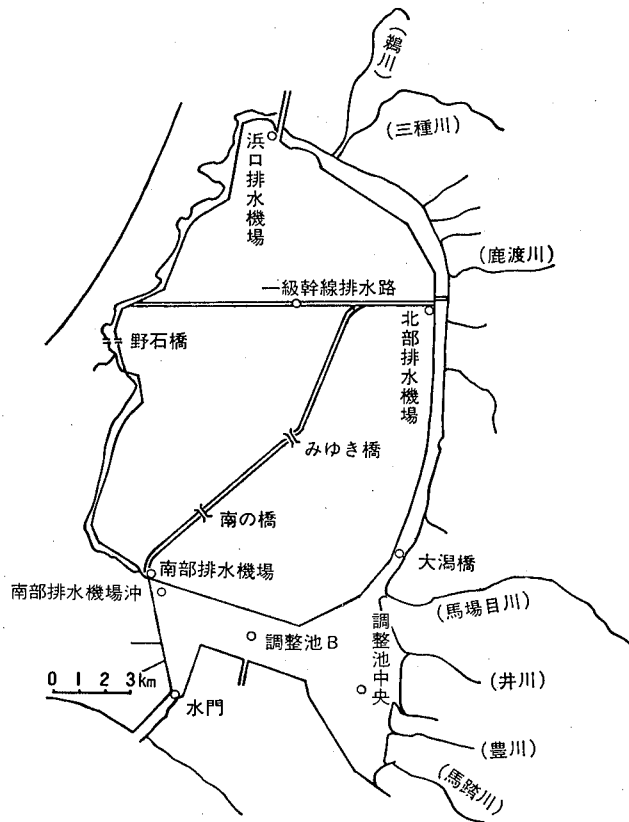 (鵜川)
(三種川)
浜口排水機場
(鹿渡川)
一級幹線排水路
北部排水機場
野石橋
みゆき橋
南の橋
大潟橋
南部排水機場
南部排水機場沖
(馬場目川)
調整池B
調整池中央
0 1 2 3 km
(井川)
水門
(豊川)
(馬踏川)